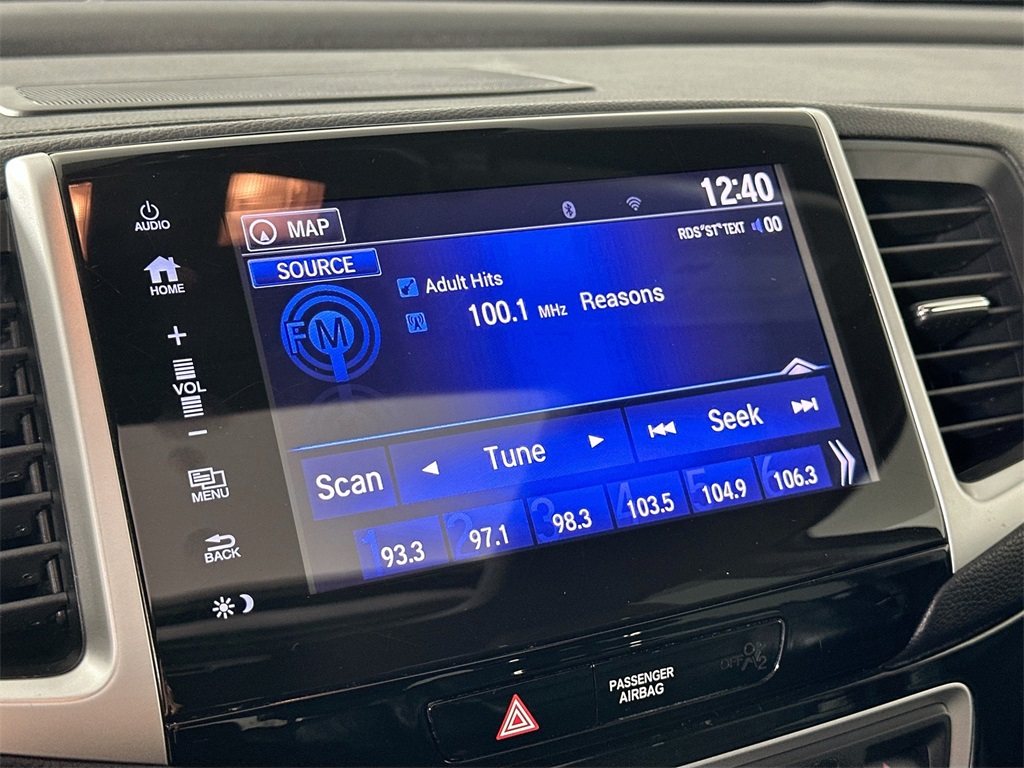 AUDIO
HOME
+
VOL
−
MENU
BACK
MAP
12:40
RDS ST TEXT 00
SOURCE
FM
Adult Hits
100.1 MHz Reasons
Scan
Tune
Seek
1 93.3
2 97.1
3 98.3
4 103.5
5 104.9
6 106.3
PASSENGER
AIRBAG
OFF